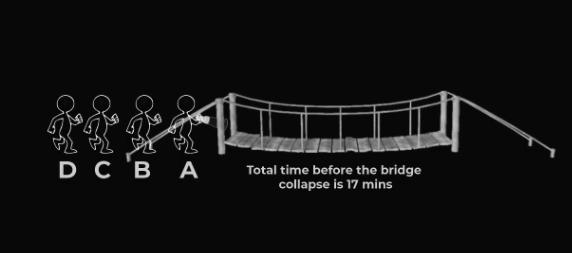 D C B A
Total time before the bridge
collapse is 17 mins